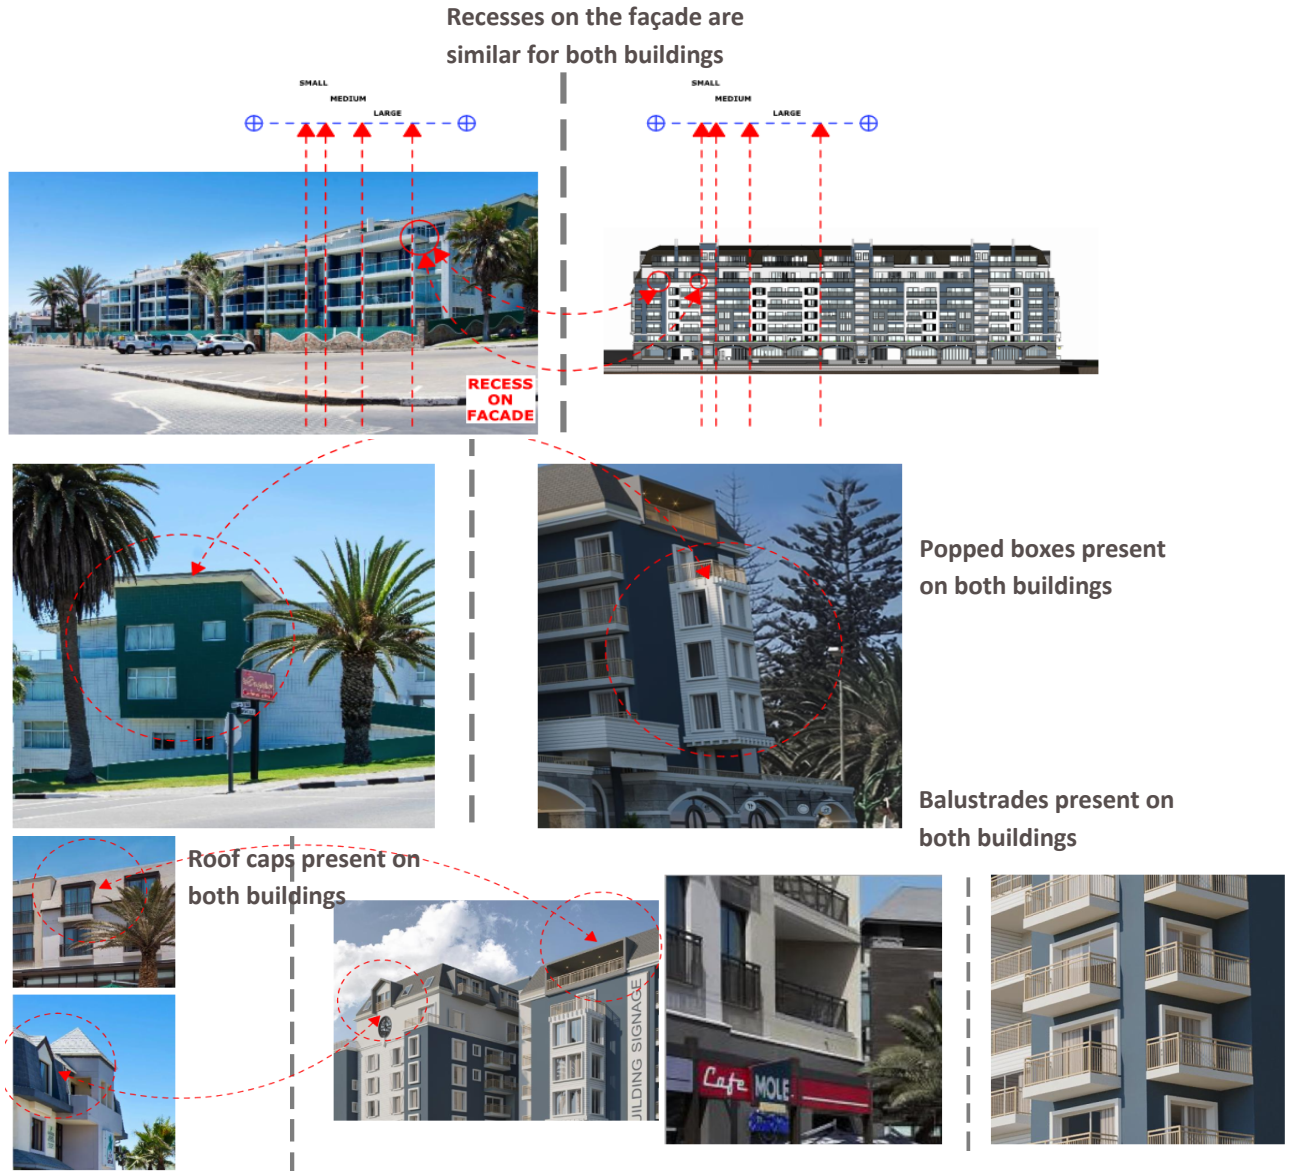 Recesses on the façade are
similar for both buildings
SMALL
MEDIUM
LARGE
SMALL
MEDIUM
LARGE
RECESS
ON
FACADE
Popped boxes present
on both buildings
Balustrades present on
both buildings
Roof caps present on
both buildings
UILDING SIGNAGE
Cafe MOLE